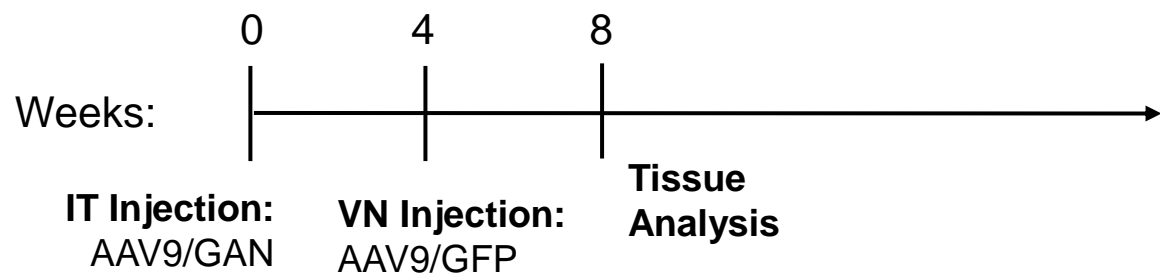 0 4 8
Weeks:
IT Injection:
AAV9/GAN
VN Injection:
AAV9/GFP
Tissue
Analysis